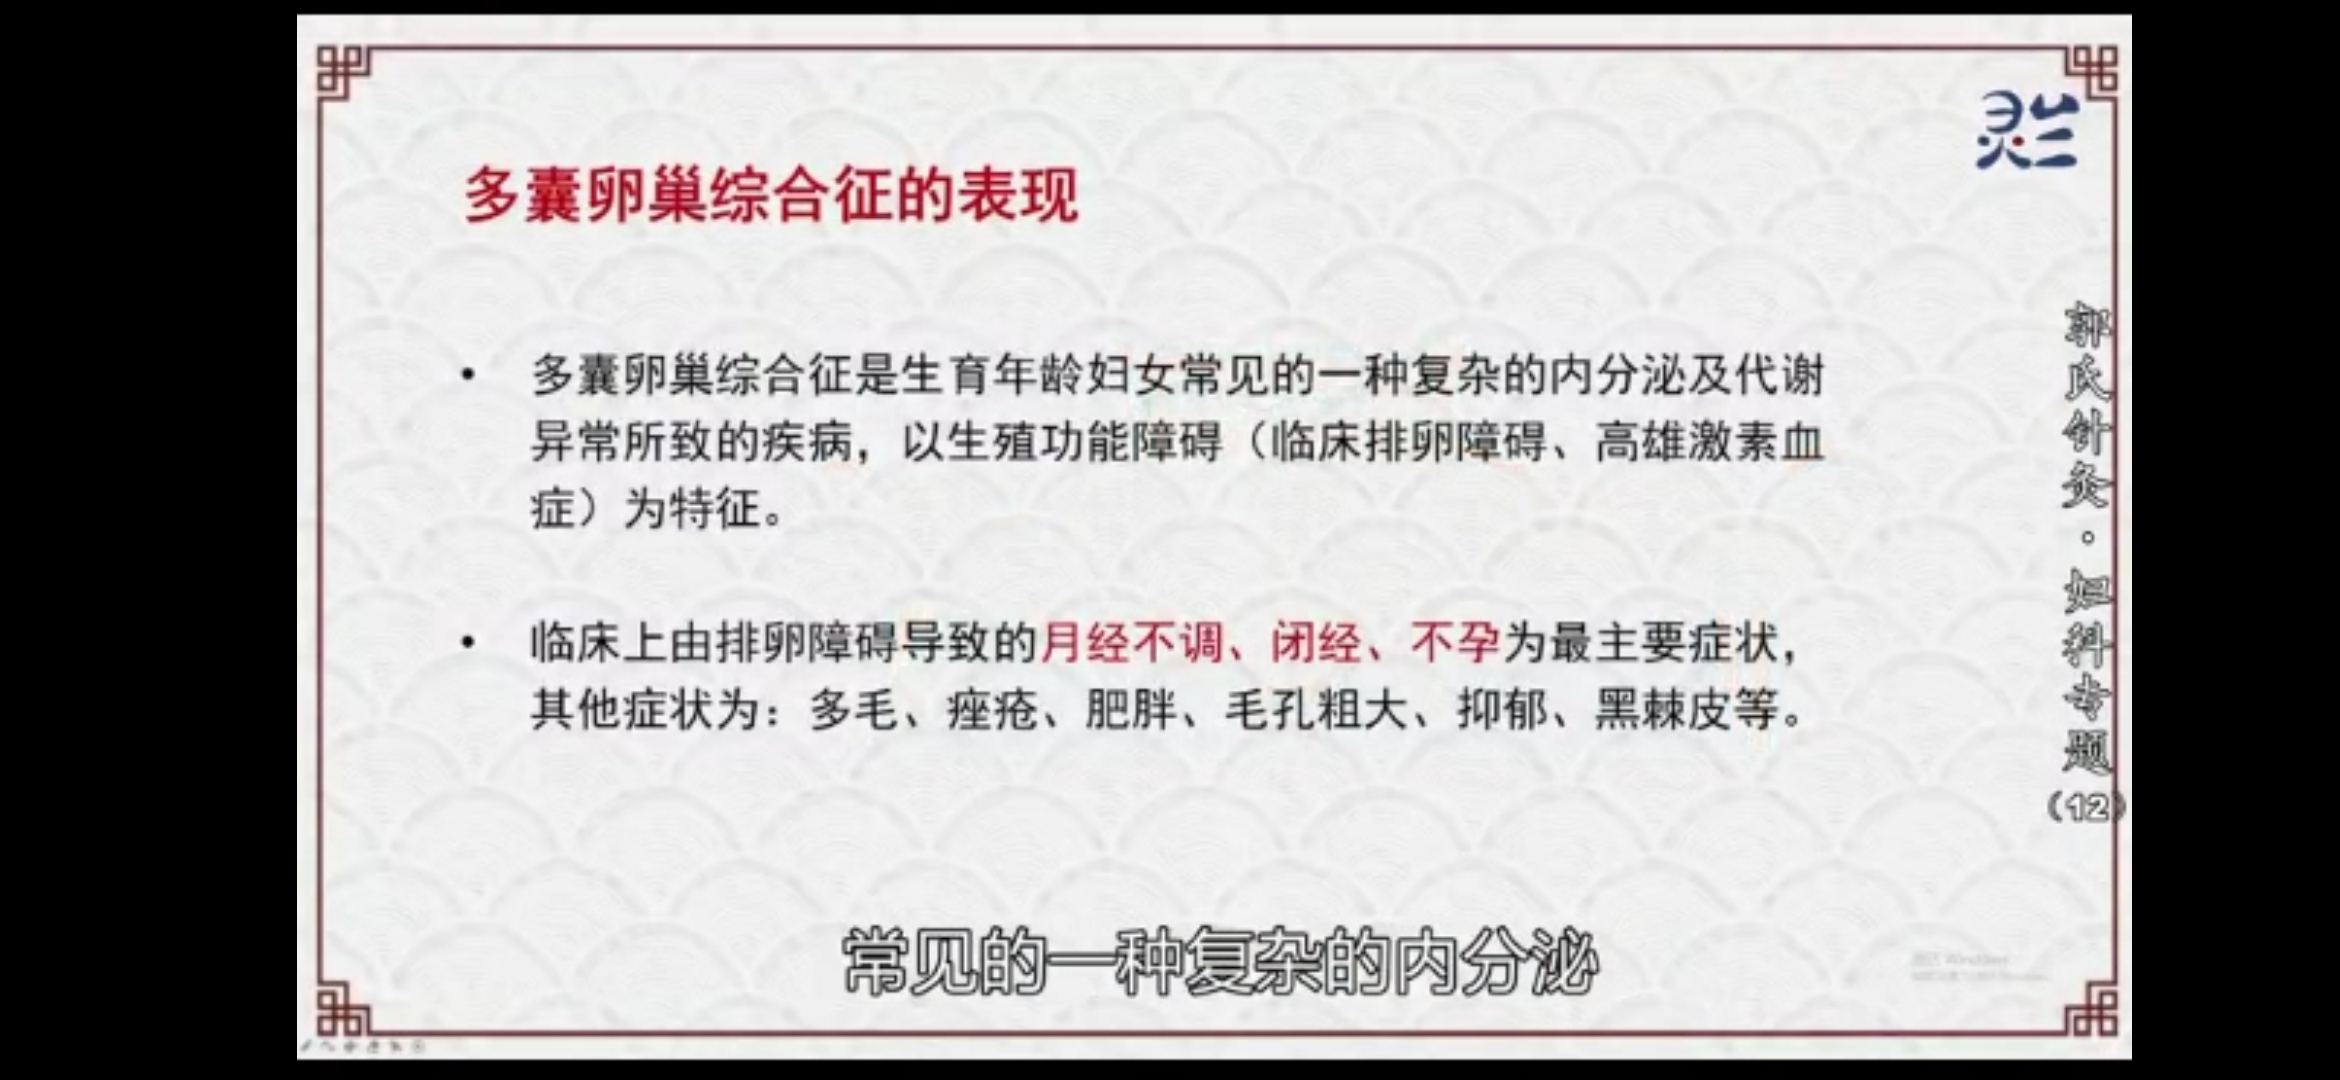 灵兰
多囊卵巢综合征的表现
• 多囊卵巢综合征是生育年龄妇女常见的一种复杂的内分泌及代谢
异常所致的疾病，以生殖功能障碍（临床排卵障碍、高雄激素血
症）为特征。
• 临床上由排卵障碍导致的月经不调、闭经、不孕为最主要症状，
其他症状为：多毛、痤疮、肥胖、毛孔粗大、抑郁、黑棘皮等。
郭氏针灸·妇科专题（12）
常见的一种复杂的内分泌